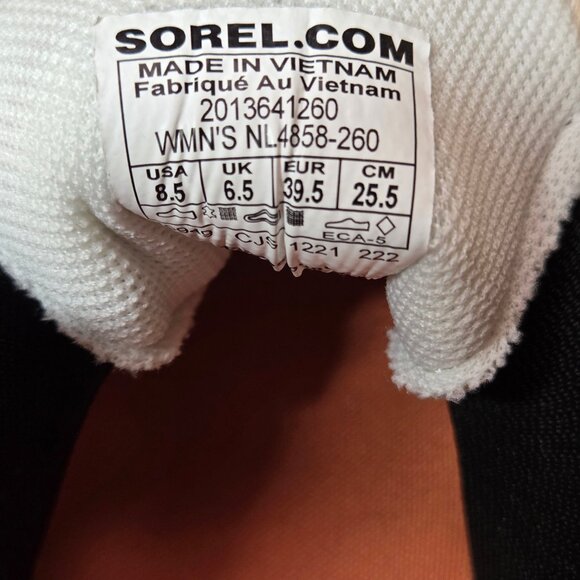 SOREL.COM
MADE IN VIETNAM
Fabriqué Au Vietnam
2013641260
WMN'S NL4858-260
USA UK EUR CM
8.5 6.5 39.5 25.5
ECA-5
1221 222